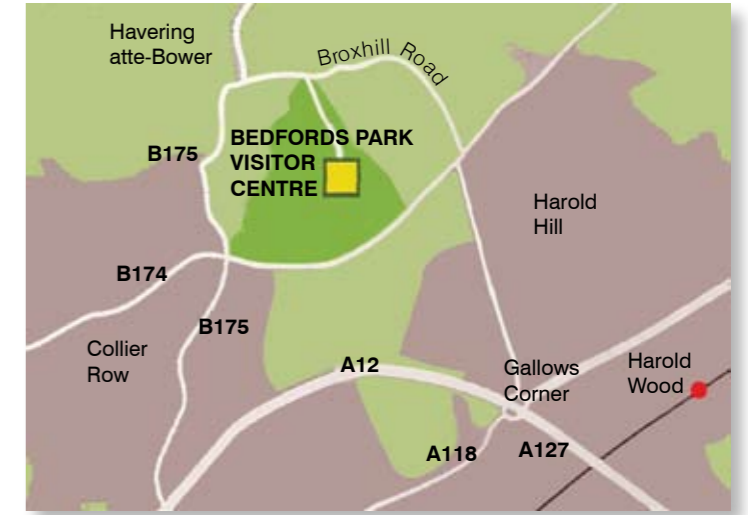 Havering
atte-Bower
Broxhill Road
BEDFORDS PARK
VISITOR
CENTRE
B175
Harold
Hill
B174
B175
Collier
Row
A12
Gallows
Corner
Harold
Wood
A118
A127